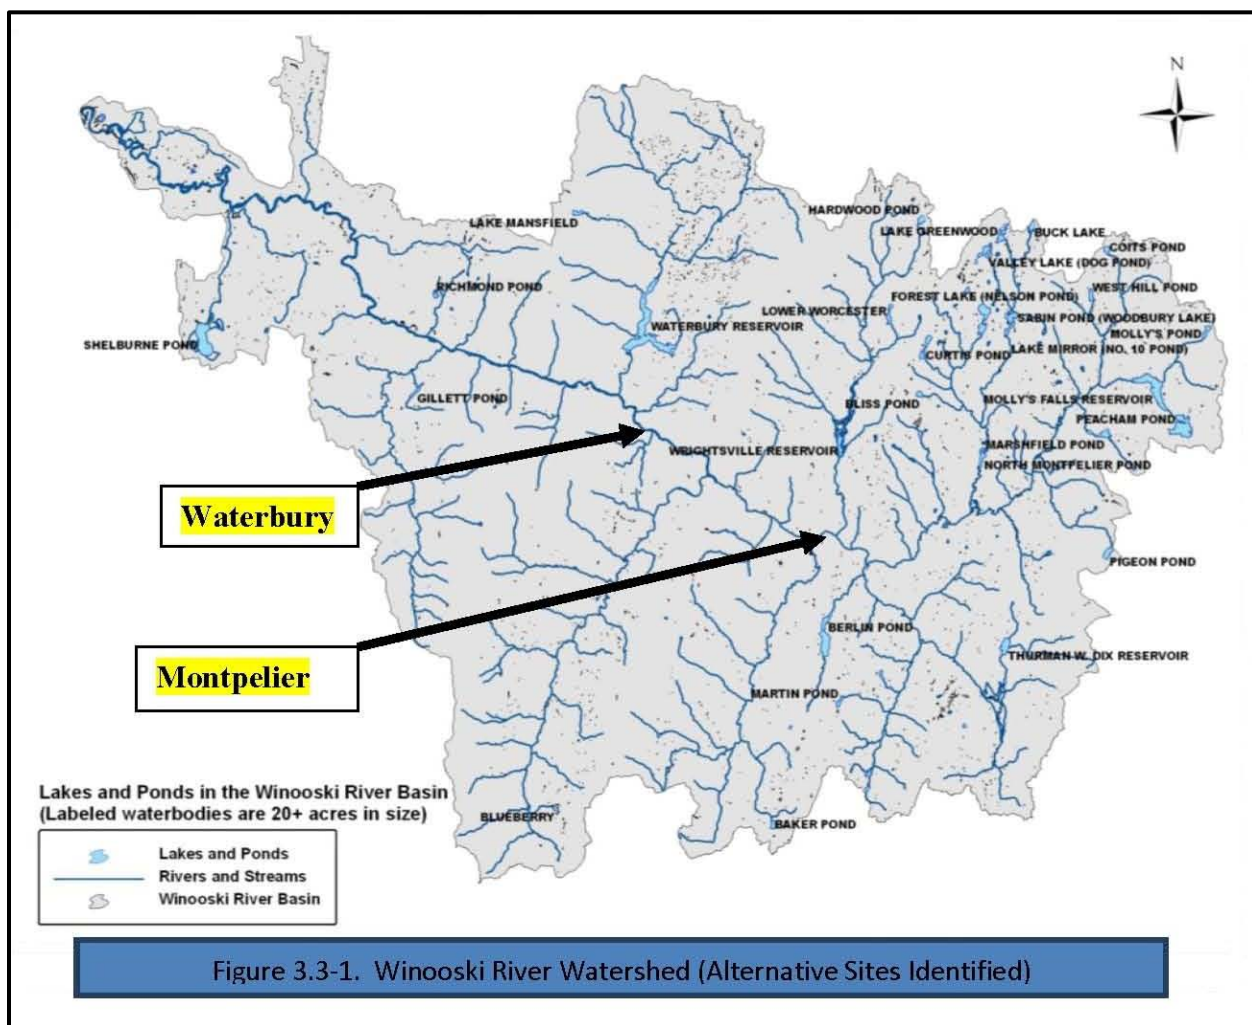 N
HARDWOOD POND
LAKE MANSFIELD
LAKE GREENWOOD
BUCK LAKE
COITS POND
VALLEY LAKE (DOG POND)
RICHMOND POND
WEST HILL POND
FOREST LAKE (NELSON POND)
LOWER WORCESTER
SABIN POND (WOODBURY LAKE)
WATERBURY RESERVOIR
MOLLY'S POND
SHELBURNE POND
LAKE MIRROR (NO. 10 POND)
CURTIS POND
GILLETT POND
MOLLY'S FALLS RESERVOIR
BLISS POND
PEACHAM POND
MARSHFIELD POND
WRIGHTSVILLE RESERVOIR
NORTH MONTPELIER POND
Waterbury
PIGEON POND
BERLIN POND
THURMAN W. DIX RESERVOIR
Montpelier
MARTIN POND
Lakes and Ponds in the Winooski River Basin
(Labeled waterbodies are 20+ acres in size)
BLUEBERRY
BAKER POND
Lakes and Ponds
Rivers and Streams
Winooski River Basin
Figure 3.3-1. Winooski River Watershed (Alternative Sites Identified)